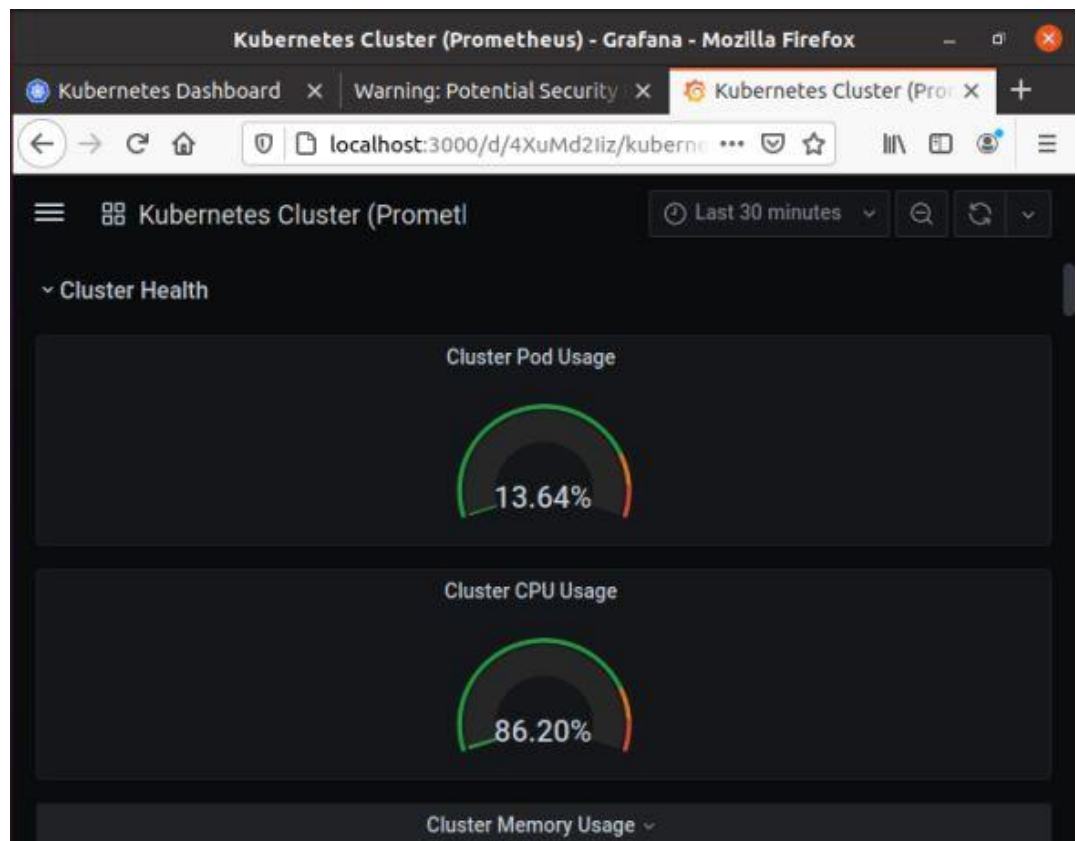 Kubernetes Cluster (Prometheus) - Grafana - Mozilla Firefox
Kubernetes Dashboard
Warning: Potential Security
Kubernetes Cluster (Pro
localhost:3000/d/4XuMd2Iiz/kuberne
Kubernetes Cluster (Promet
Last 30 minutes
Cluster Health
Cluster Pod Usage
13.64%
Cluster CPU Usage
86.20%
Cluster Memory Usage